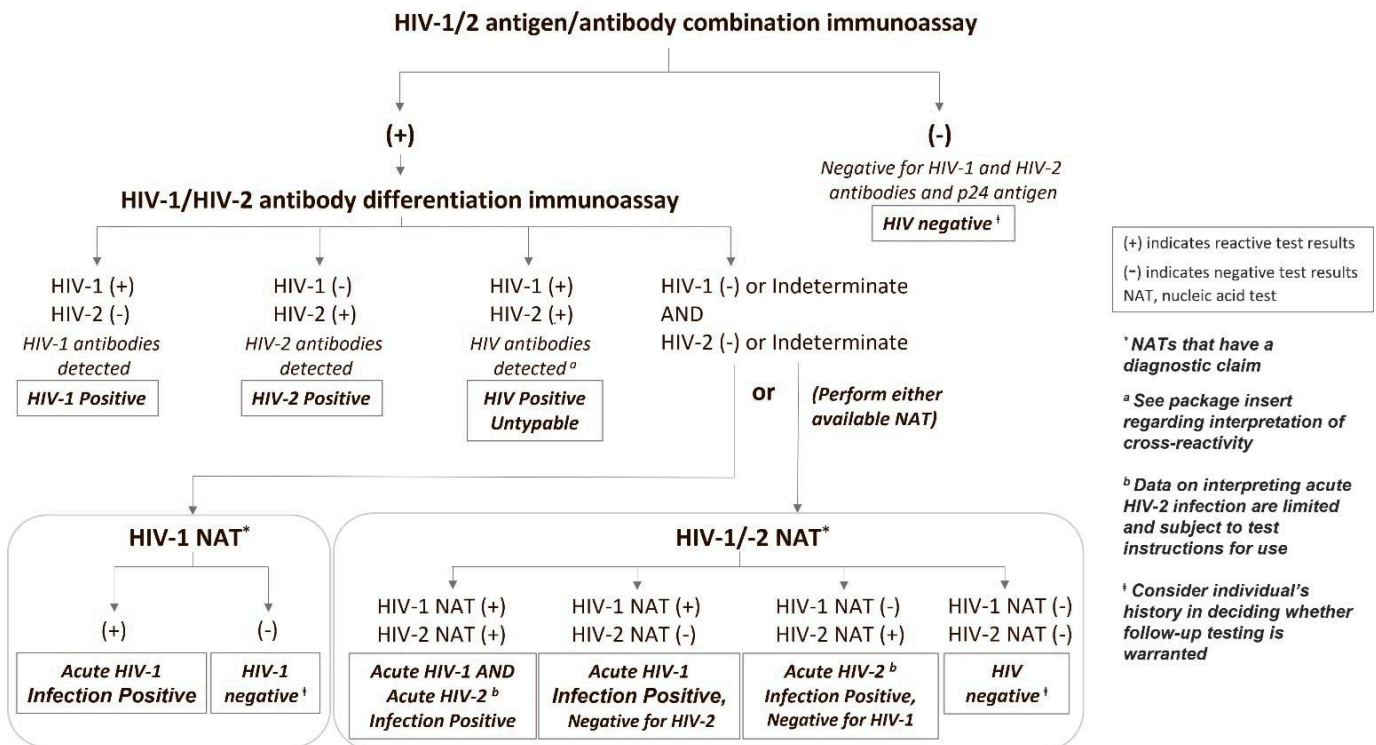 HIV-1/2 antigen/antibody combination immunoassay
(+)
(-)
Negative for HIV-1 and HIV-2
antibodies and p24 antigen
HIV negative ǂ
HIV-1/HIV-2 antibody differentiation immunoassay
HIV-1 (+)
HIV-2 (-)
HIV-1 antibodies
detected
HIV-1 Positive
HIV-1 (-)
HIV-2 (+)
HIV-2 antibodies
detected
HIV-2 Positive
HIV-1 (+)
HIV-2 (+)
HIV antibodies
detected a
HIV Positive
Untypable
HIV-1 (-) or Indeterminate
AND
HIV-2 (-) or Indeterminate
or
(Perform either
available NAT)
HIV-1 NAT*
(+)
Acute HIV-1
Infection Positive
(-)
HIV-1
negative ǂ
HIV-1/-2 NAT*
HIV-1 NAT (+)
HIV-2 NAT (+)
Acute HIV-1 AND
Acute HIV-2 b
Infection Positive
HIV-1 NAT (+)
HIV-2 NAT (-)
Acute HIV-1
Infection Positive,
Negative for HIV-2
HIV-1 NAT (-)
HIV-2 NAT (+)
Acute HIV-2 b
Infection Positive,
Negative for HIV-1
HIV-1 NAT (-)
HIV-2 NAT (-)
HIV
negative ǂ
(+) indicates reactive test results
(−) indicates negative test results
NAT, nucleic acid test
* NATs that have a
diagnostic claim
a See package insert
regarding interpretation of
cross-reactivity
b Data on interpreting acute
HIV-2 infection are limited
and subject to test
instructions for use
ǂ Consider individual's
history in deciding whether
follow-up testing is
warranted